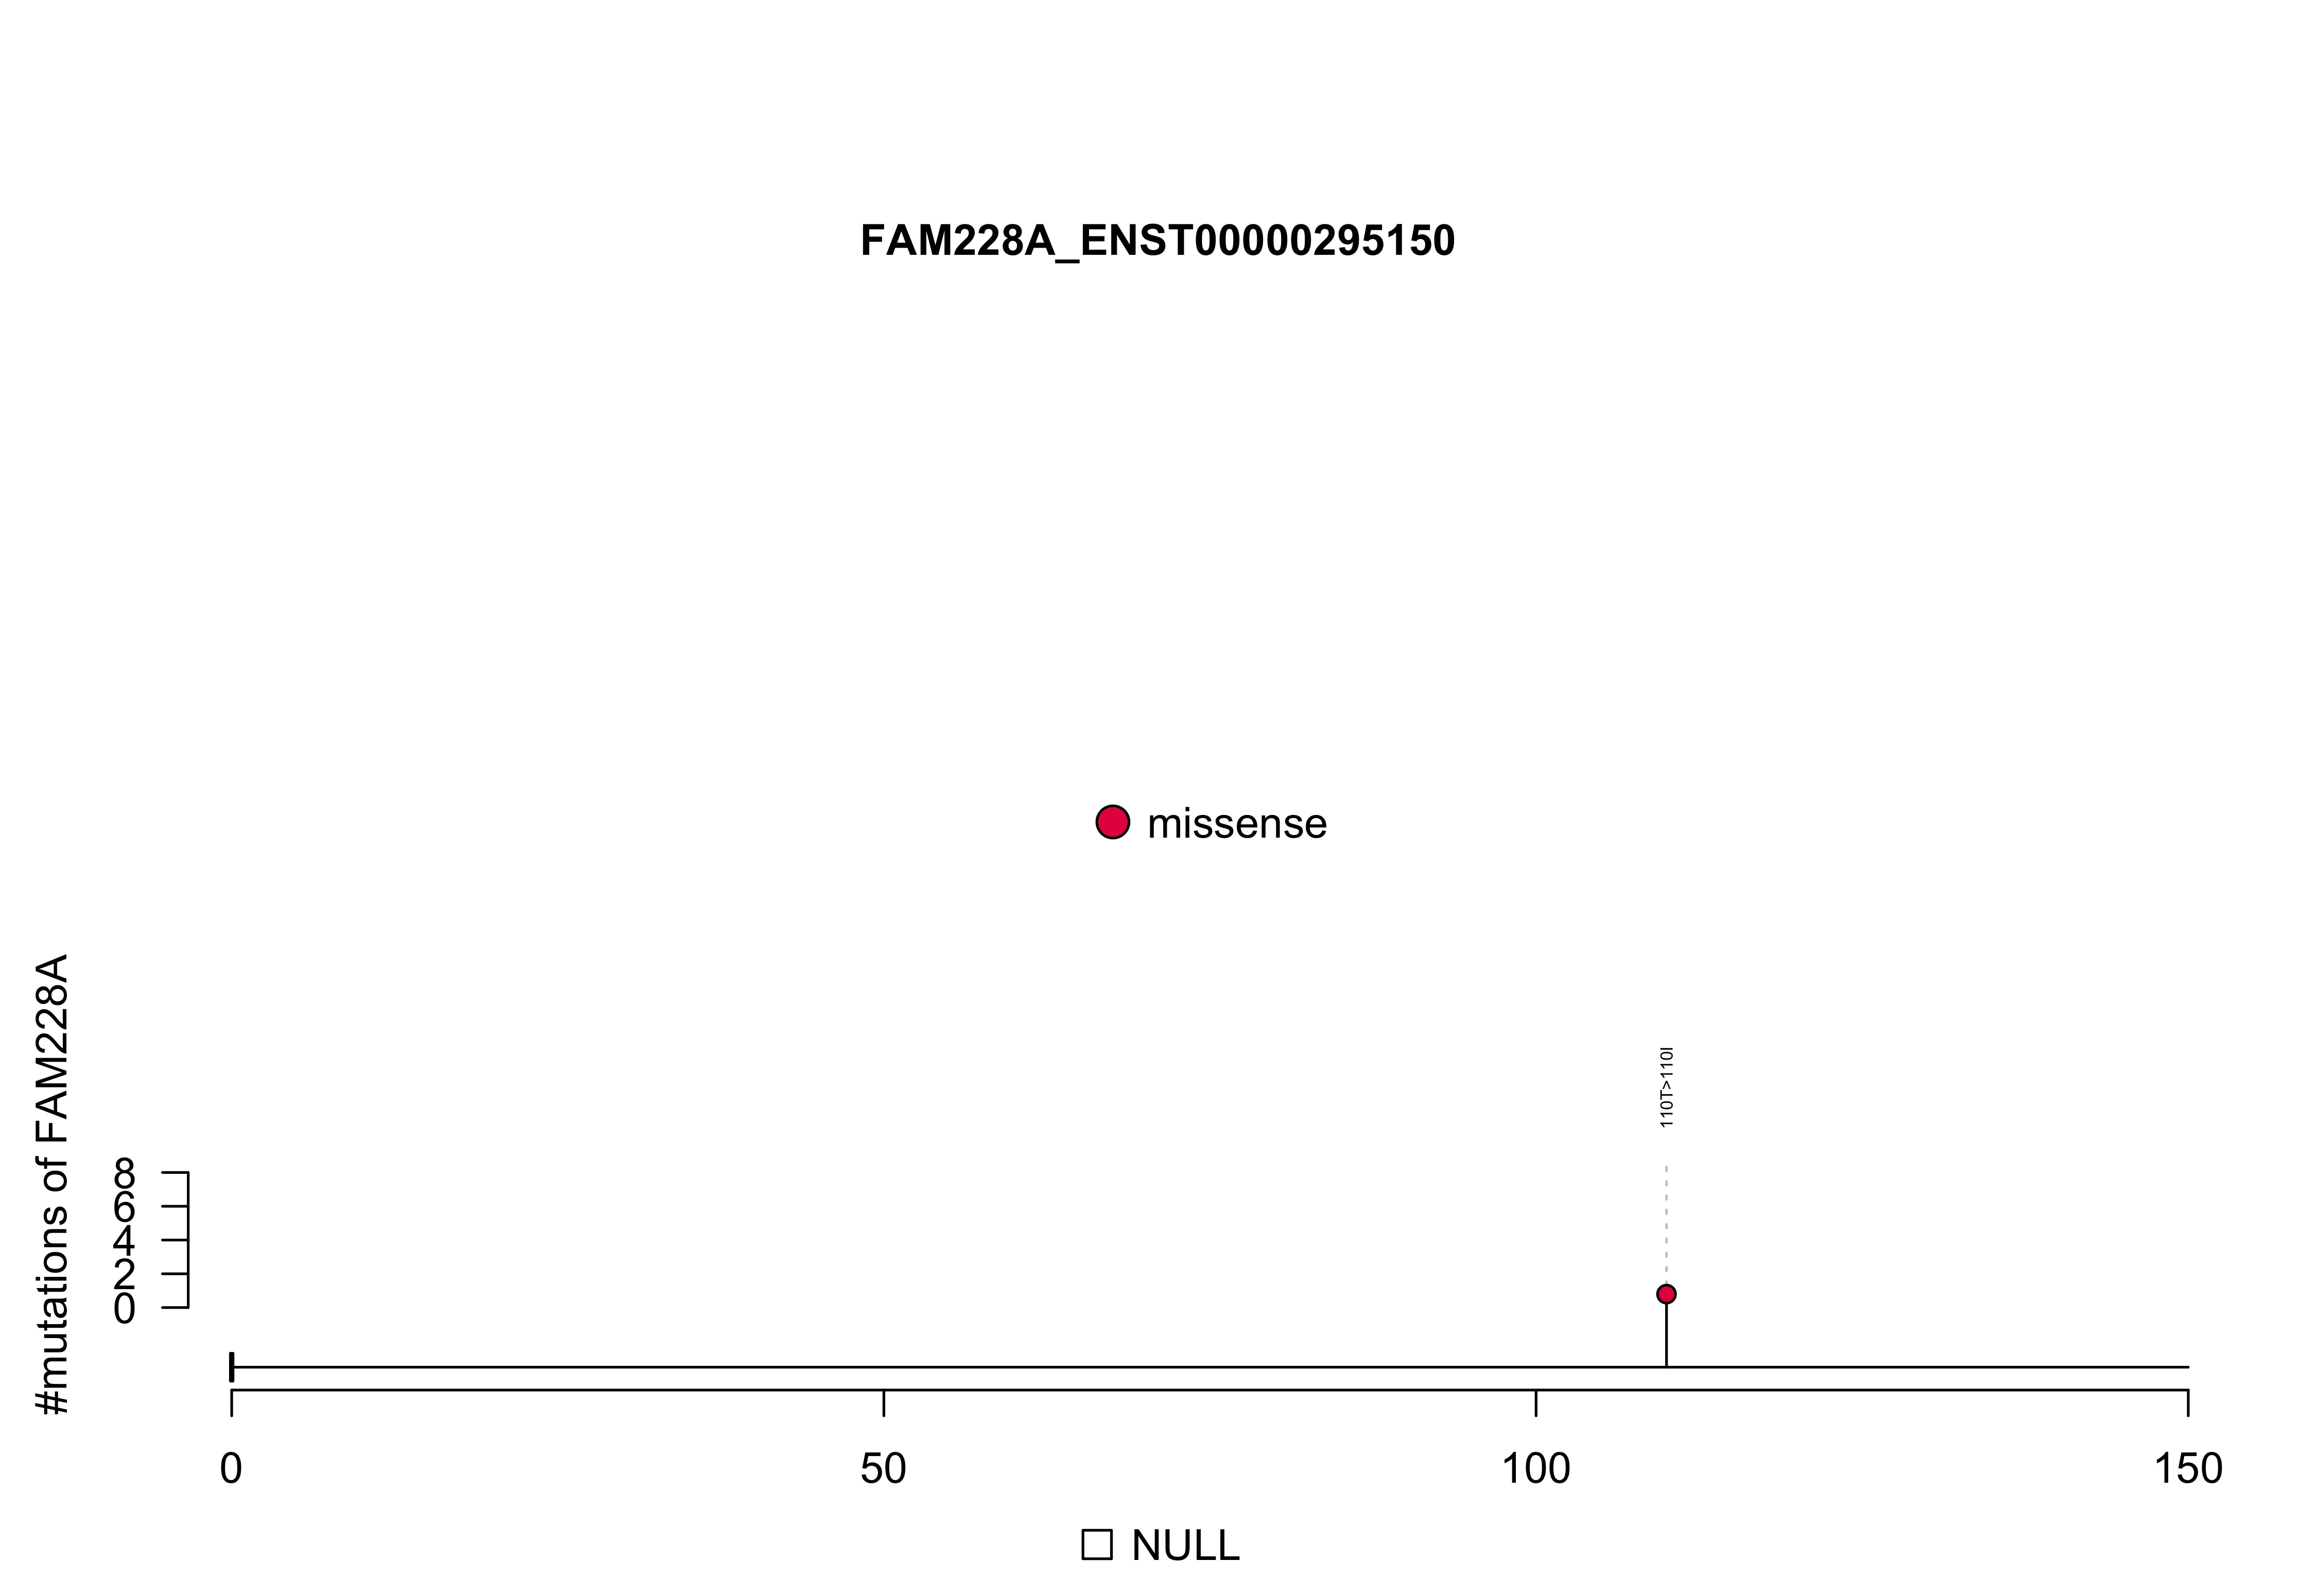 FAM228A_ENST00000295150
missense
110T>110I
#mutations of FAM228A
8
6
4
2
0
0 50 100 150
NULL